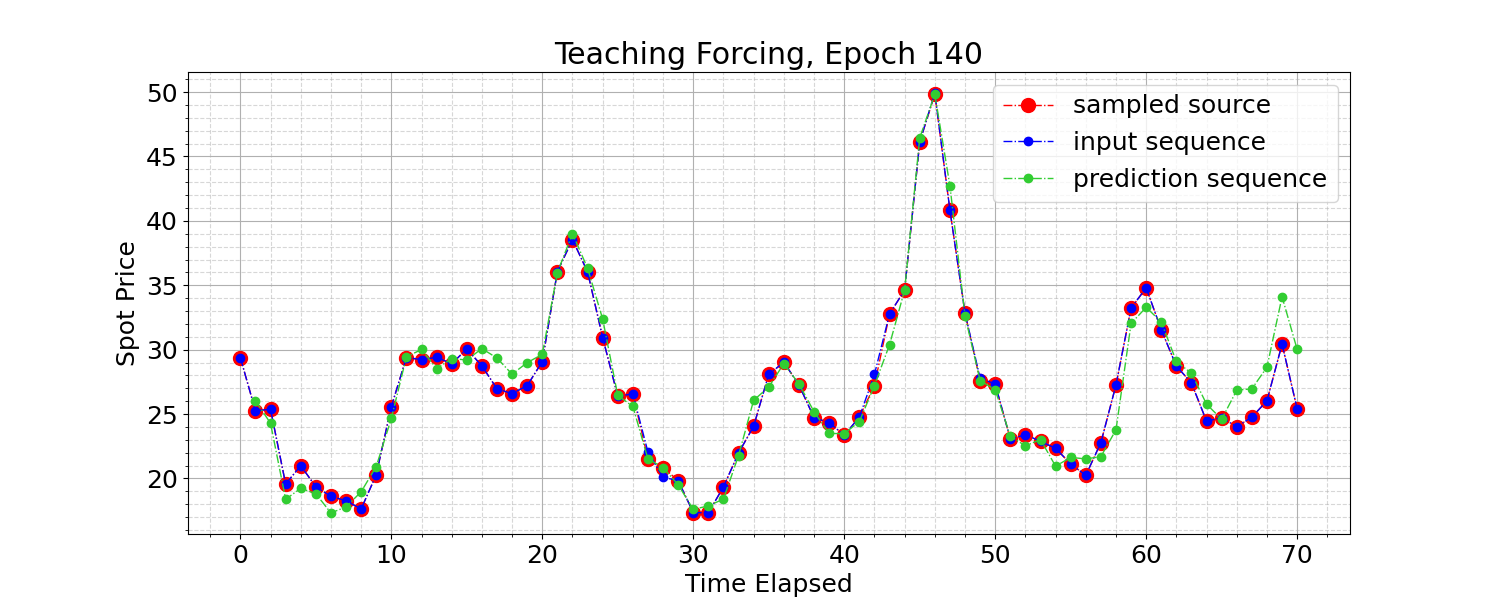 Teaching Forcing, Epoch 140
sampled source
input sequence
prediction sequence
Spot Price
50
45
40
35
30
25
20
0 10 20 30 40 50 60 70
Time Elapsed